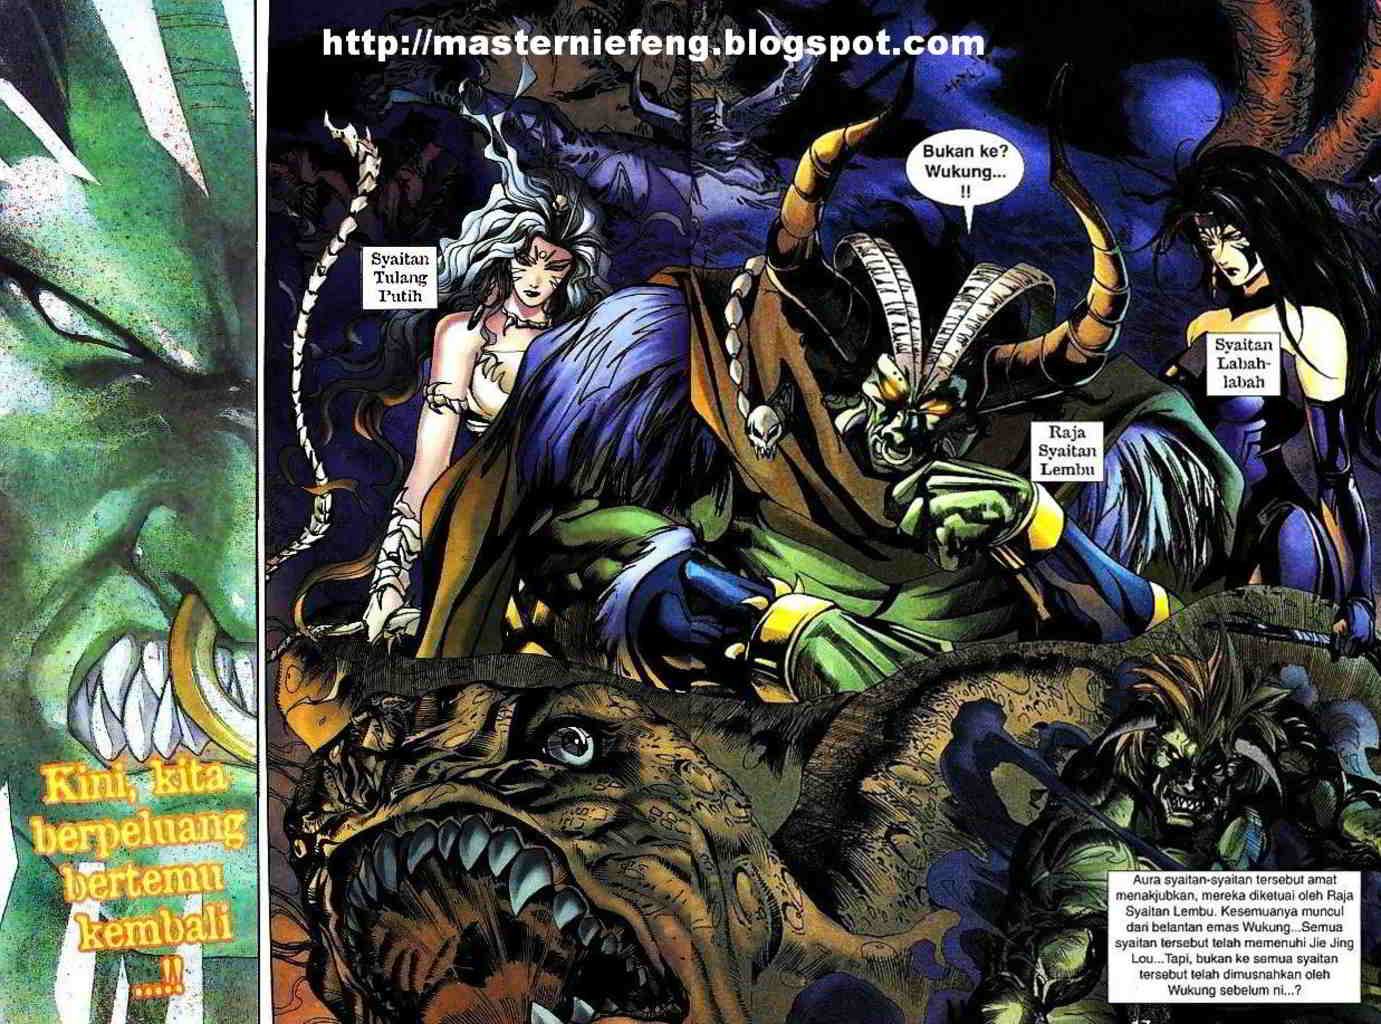 http://masterniefeng.blogspot.com
Kini, kita
berpeluang
bertemu
kembali
.....!!
Bukan ke?
Wukung...
!!
Syaitan
Tulang
Putih
Raja
Syaitan
Lembu
Syaitan
Labah-
labah
Aura syaitan-syaitan tersebut amat
menakjubkan, mereka diketuai oleh Raja
Syaitan Lembu. Kesemuanya muncul
dari belantan emas Wukung...Semua
syaitan tersebut telah memenuhi Jie Jing
Lou...Tapi, bukan ke semua syaitan
tersebut telah dimusnahkan oleh
Wukung sebelum ni...?